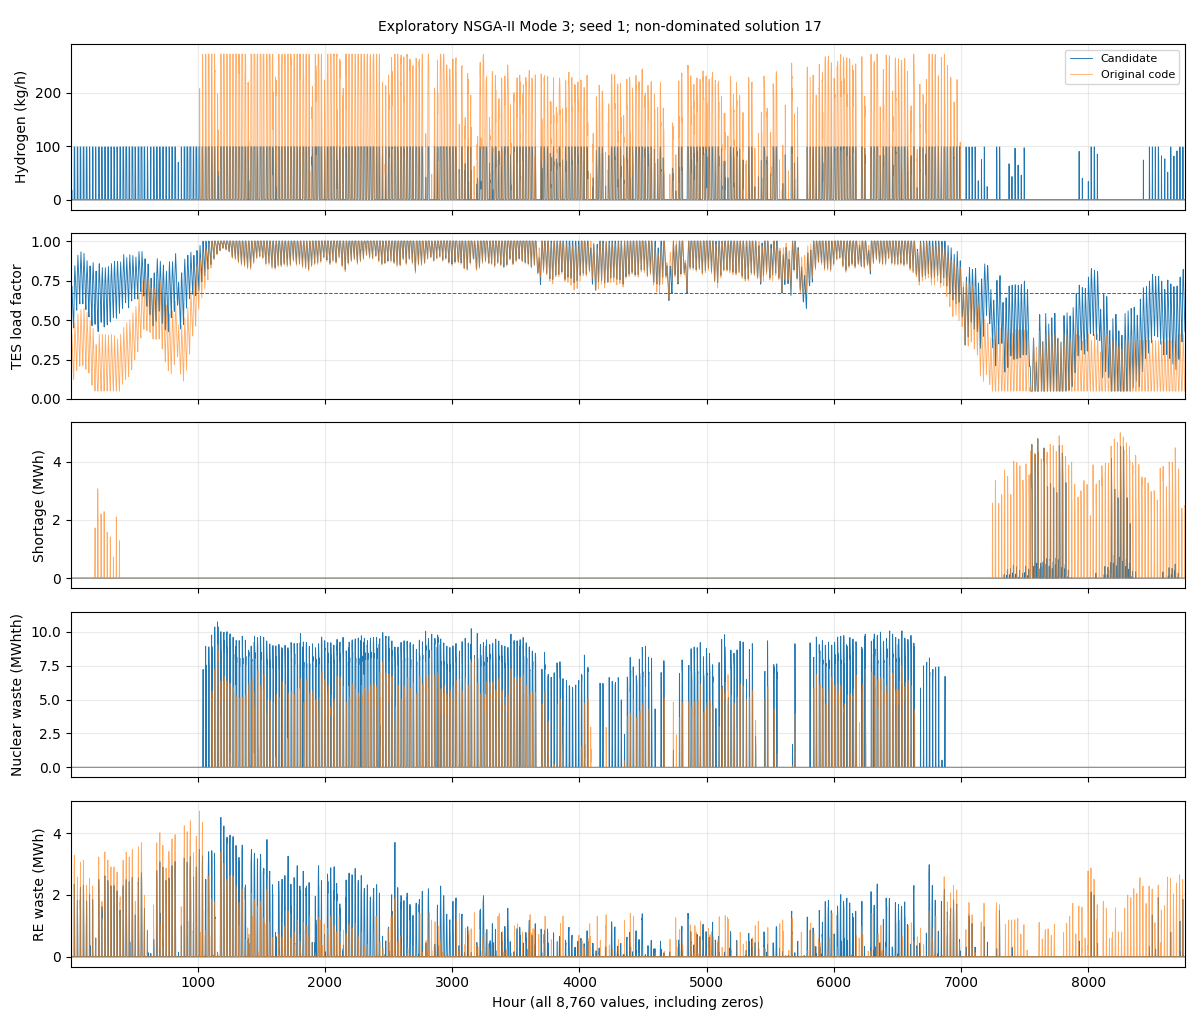 Exploratory NSGA-II Mode 3; seed 1; non-dominated solution 17
Hydrogen (kg/h)
200
100
0
Candidate
Original code
TES load factor
1.00
0.75
0.50
0.25
0.00
Shortage (MWh)
4
2
0
Nuclear waste (MWhth)
10.0
7.5
5.0
2.5
0.0
RE waste (MWh)
4
2
0
1000 2000 3000 4000 5000 6000 7000 8000
Hour (all 8,760 values, including zeros)